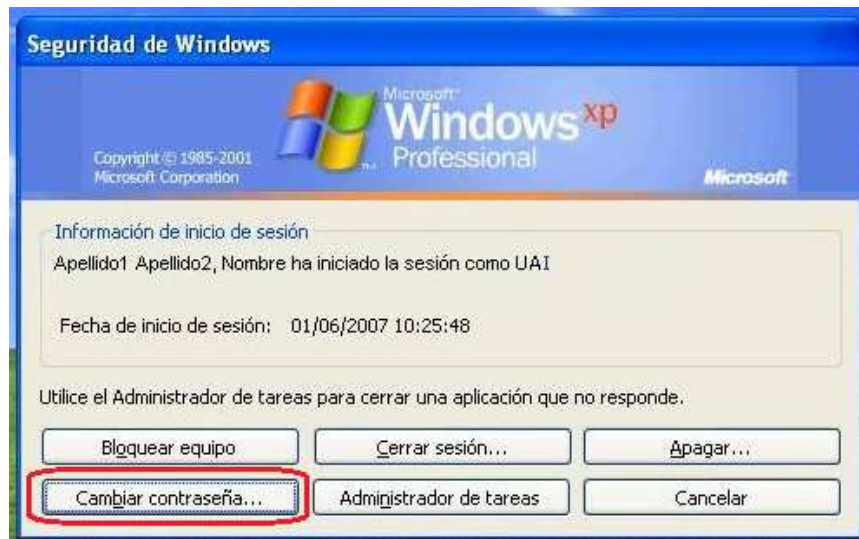 Seguridad de Windows
Microsoft
Windows xp
Professional
Copyright © 1985-2001
Microsoft Corporation
Microsoft
Información de inicio de sesión
Apellido1 Apellido2, Nombre ha iniciado la sesión como UAI
Fecha de inicio de sesión: 01/06/2007 10:25:48
Utilice el Administrador de tareas para cerrar una aplicación que no responde.
Bloquear equipo Cerrar sesión... Apagar...
Cambiar contraseña... Administrador de tareas Cancelar